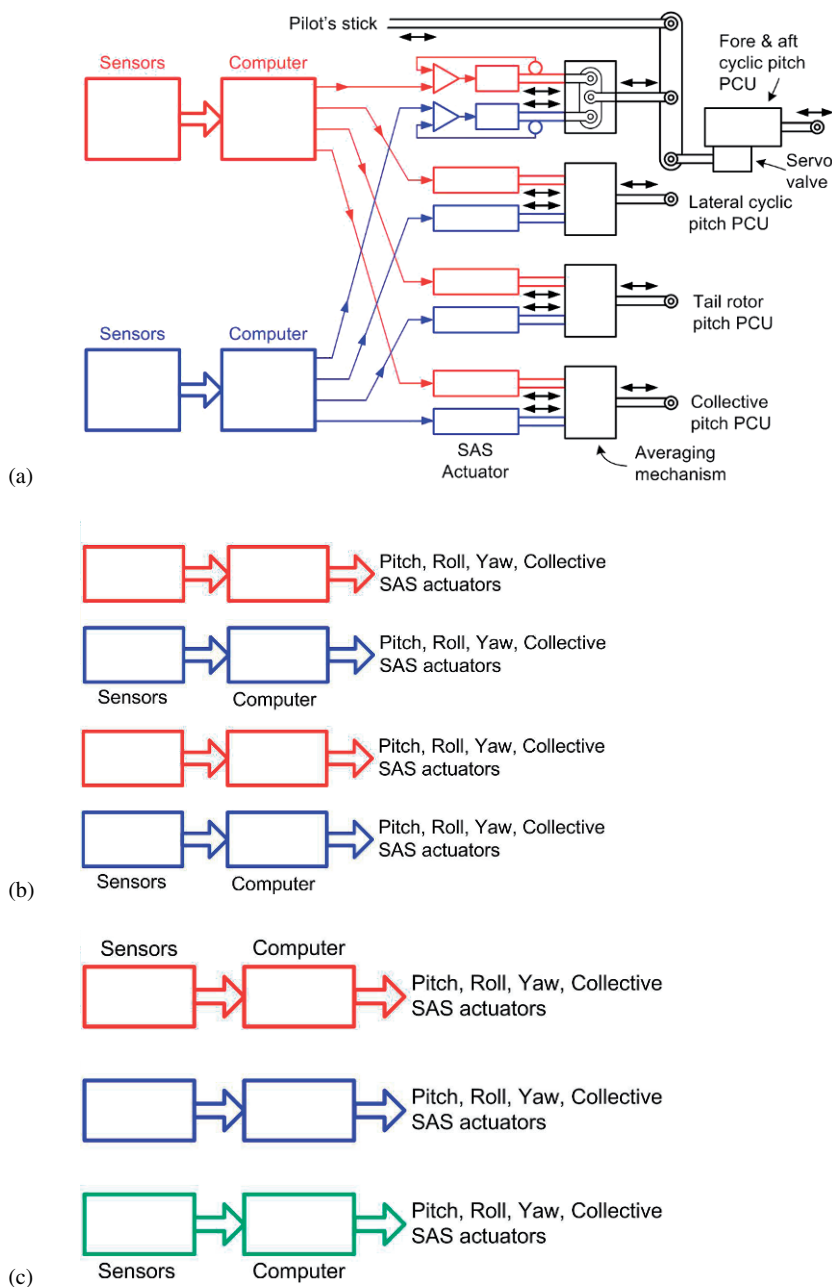 Pilot's stick
Sensors
Computer
Fore & aft
cyclic pitch
PCU
Servo
valve
Lateral cyclic
pitch PCU
Sensors
Computer
Tail rotor
pitch PCU
Collective
pitch PCU
SAS
Actuator
Averaging
mechanism
(a)
Pitch, Roll, Yaw, Collective
SAS actuators
Pitch, Roll, Yaw, Collective
SAS actuators
Sensors
Computer
Pitch, Roll, Yaw, Collective
SAS actuators
Pitch, Roll, Yaw, Collective
SAS actuators
Sensors
Computer
(b)
Sensors
Computer
Pitch, Roll, Yaw, Collective
SAS actuators
Pitch, Roll, Yaw, Collective
SAS actuators
Pitch, Roll, Yaw, Collective
SAS actuators
Sensors
Computer
(c)